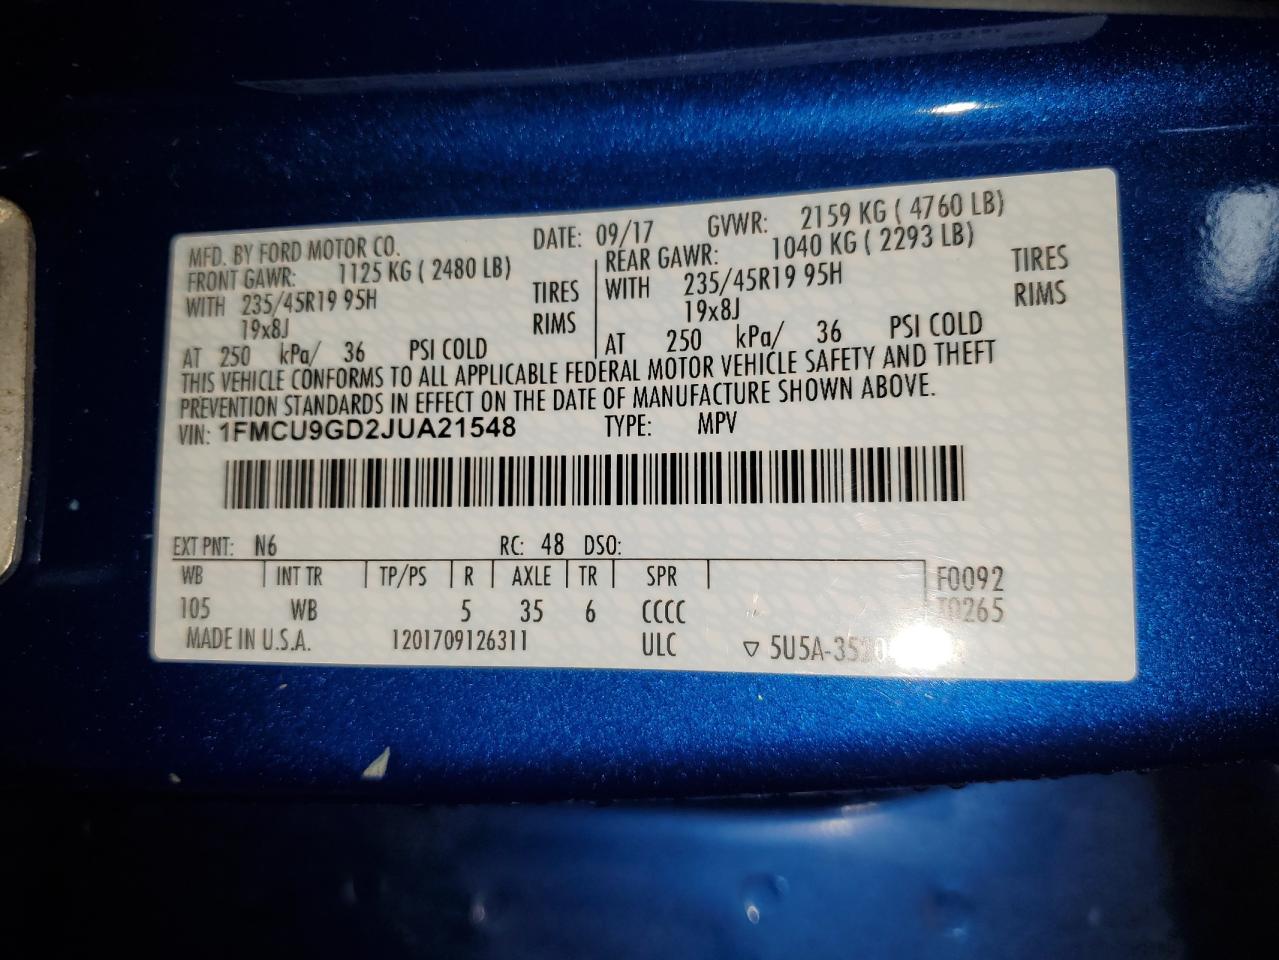 MFD. BY FORD MOTOR CO. DATE: 09/17 GVWR: 2159 KG ( 4760 LB)
FRONT GAWR: 1125 KG ( 2480 LB) REAR GAWR: 1040 KG ( 2293 LB)
WITH 235/45R19 95H TIRES WITH 235/45R19 95H TIRES
19x8J RIMS 19x8J RIMS
AT 250 kPa/ 36 PSI COLD AT 250 kPa/ 36 PSI COLD
THIS VEHICLE CONFORMS TO ALL APPLICABLE FEDERAL MOTOR VEHICLE SAFETY AND THEFT
PREVENTION STANDARDS IN EFFECT ON THE DATE OF MANUFACTURE SHOWN ABOVE.
VIN: 1FMCU9GD2JUA21548 TYPE: MPV
EXT PNT: N6 RC: 48 DSO:
WB INT TR TP/PS R AXLE TR SPR F0092
105 WB 5 35 6 CCCC T0265
MADE IN U.S.A. 1201709126311 ULC